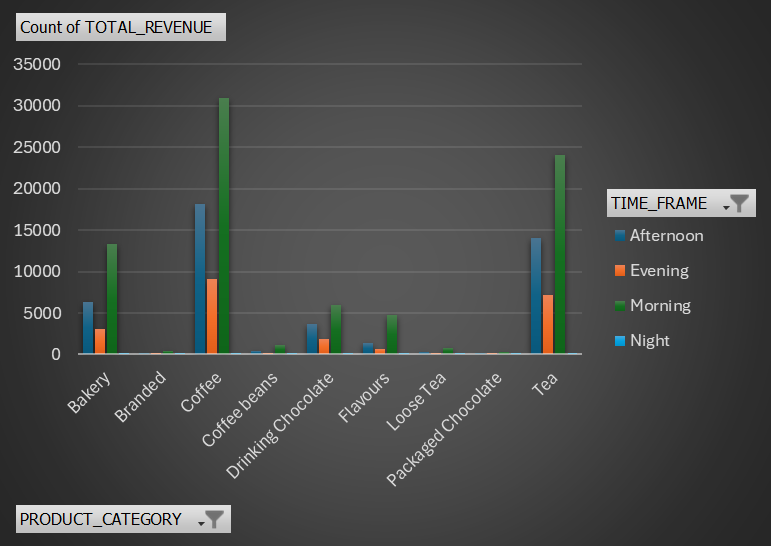 Count of TOTAL_REVENUE
35000
30000
25000
20000
15000
10000
5000
0
Bakery
Branded
Coffee
Coffee beans
Drinking Chocolate
Flavours
Loose Tea
Packaged Chocolate
Tea
TIME_FRAME
Afternoon
Evening
Morning
Night
PRODUCT_CATEGORY